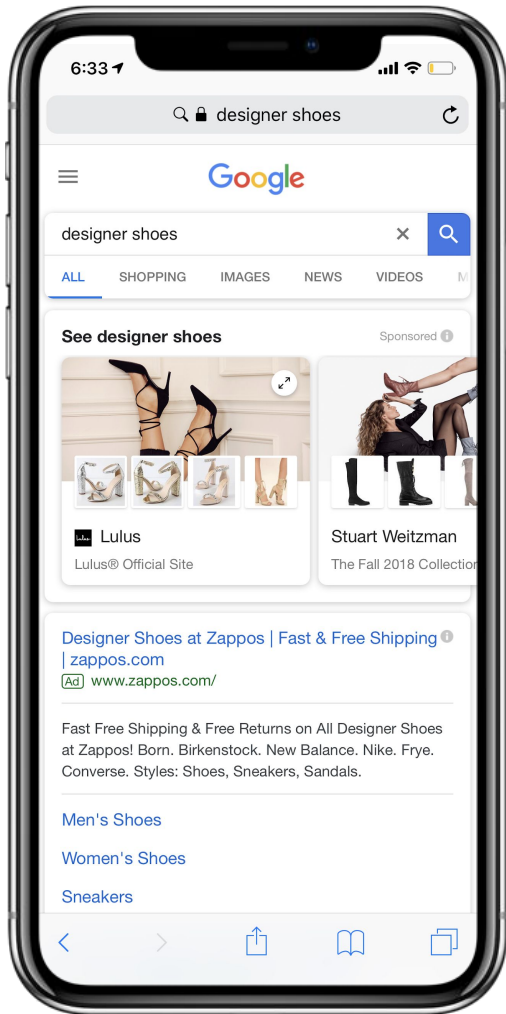 6:33
designer shoes
Google
designer shoes
ALL SHOPPING IMAGES NEWS VIDEOS M
See designer shoes Sponsored
Lulus Stuart Weitzman
Lulus® Official Site The Fall 2018 Collection
Designer Shoes at Zappos | Fast & Free Shipping
| zappos.com
Ad www.zappos.com/
Fast Free Shipping & Free Returns on All Designer Shoes
at Zappos! Born. Birkenstock. New Balance. Nike. Frye.
Converse. Styles: Shoes, Sneakers, Sandals.
Men's Shoes
Women's Shoes
Sneakers